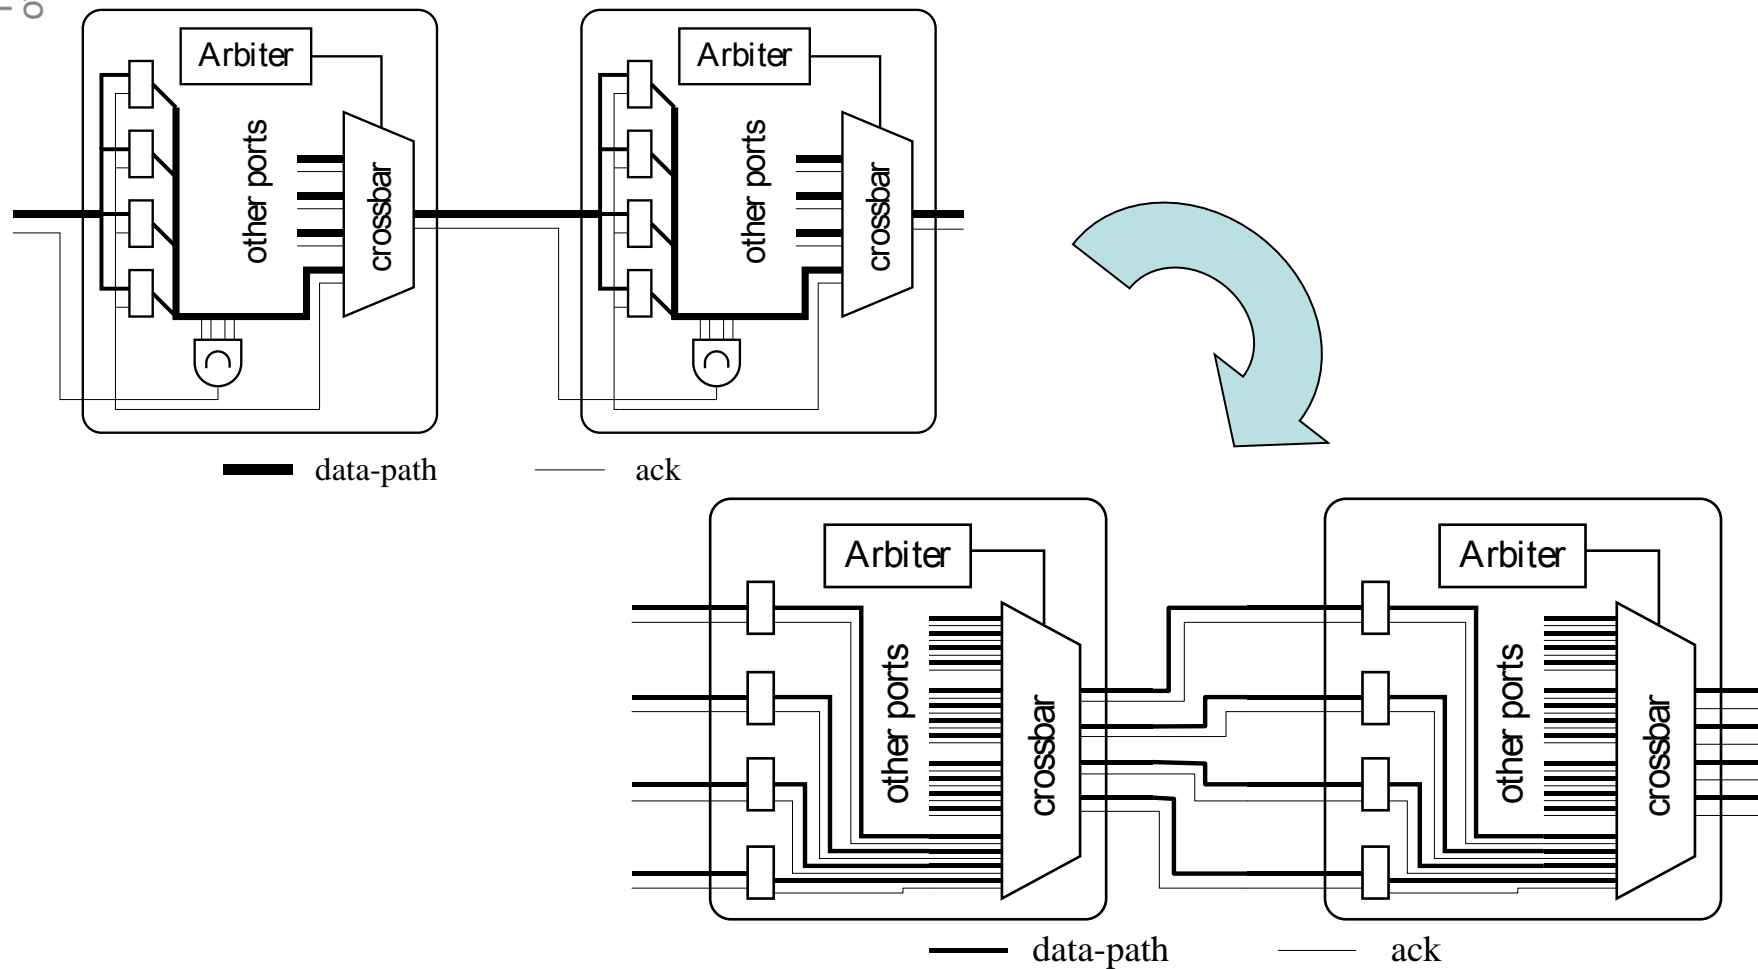 Arbiter
other ports
crossbar
Arbiter
other ports
crossbar
data-path ack
Arbiter
other ports
crossbar
Arbiter
other ports
crossbar
data-path ack